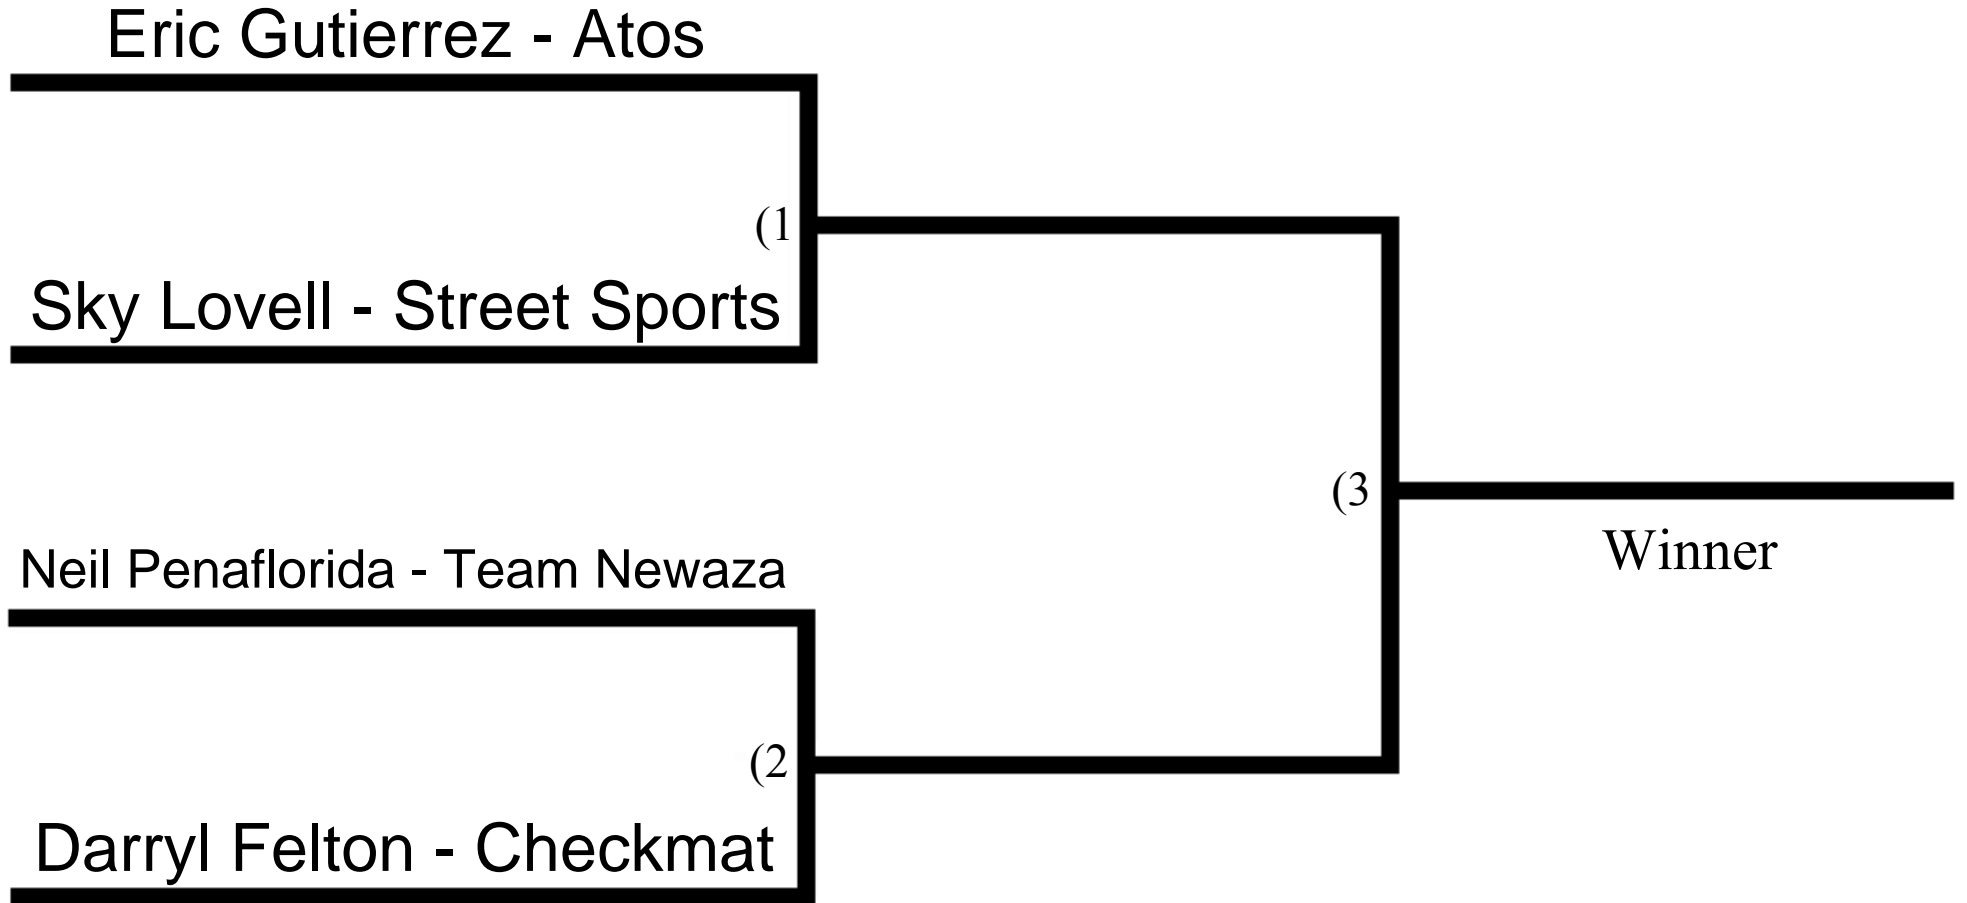 Eric Gutierrez - Atos
(1
Sky Lovell - Street Sports
(3
Winner
Neil Penaflorida - Team Newaza
(2
Darryl Felton - Checkmat